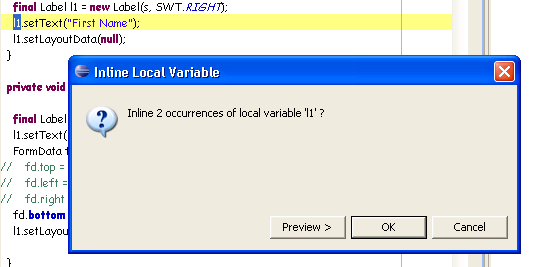 final Label l1 = new Label(s, SWT.RIGHT);
l1.setText("First Name");
l1.setLayoutData(null);
}
private void
final Label
l1.setText(
FormData
// fd.top =
// fd.left =
// fd.right
fd.bottom
l1.setLayou
}
Inline Local Variable
Inline 2 occurrences of local variable 'l1' ?
Preview >
OK
Cancel